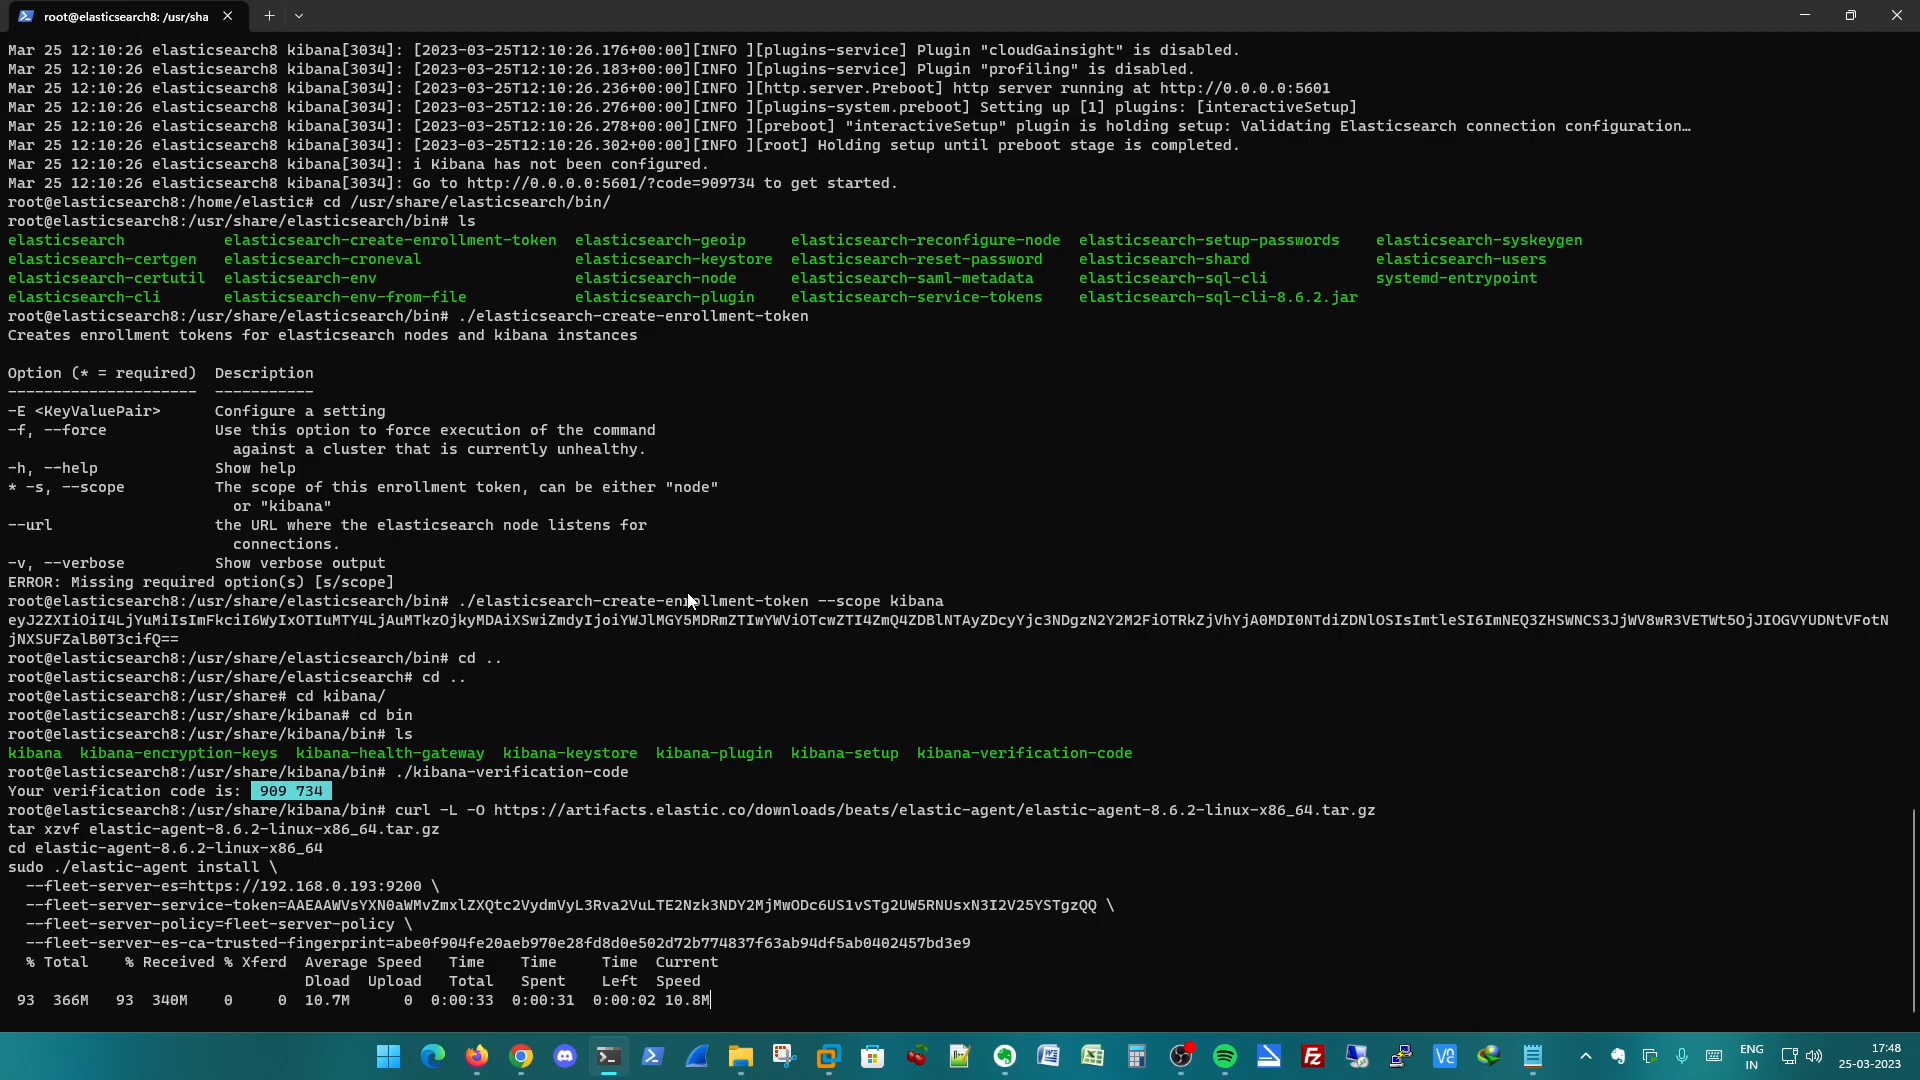 root@elasticsearch8: /usr/sha
Mar 25 12:10:26 elasticsearch8 kibana[3034]: [2023-03-25T12:10:26.176+00:00][INFO ][plugins-service] Plugin "cloudGainsight" is disabled.
Mar 25 12:10:26 elasticsearch8 kibana[3034]: [2023-03-25T12:10:26.183+00:00][INFO ][plugins-service] Plugin "profiling" is disabled.
Mar 25 12:10:26 elasticsearch8 kibana[3034]: [2023-03-25T12:10:26.236+00:00][INFO ][http.server.Preboot] http server running at http://0.0.0.0:5601
Mar 25 12:10:26 elasticsearch8 kibana[3034]: [2023-03-25T12:10:26.276+00:00][INFO ][plugins-system.preboot] Setting up [1] plugins: [interactiveSetup]
Mar 25 12:10:26 elasticsearch8 kibana[3034]: [2023-03-25T12:10:26.278+00:00][INFO ][preboot] "interactiveSetup" plugin is holding setup: Validating Elasticsearch connection configuration…
Mar 25 12:10:26 elasticsearch8 kibana[3034]: [2023-03-25T12:10:26.302+00:00][INFO ][root] Holding setup until preboot stage is completed.
Mar 25 12:10:26 elasticsearch8 kibana[3034]: i Kibana has not been configured.
Mar 25 12:10:26 elasticsearch8 kibana[3034]: Go to http://0.0.0.0:5601/?code=909734 to get started.
root@elasticsearch8:/home/elastic# cd /usr/share/elasticsearch/bin/
root@elasticsearch8:/usr/share/elasticsearch/bin# ls
elasticsearch elasticsearch-create-enrollment-token elasticsearch-geoip elasticsearch-reconfigure-node elasticsearch-setup-passwords elasticsearch-syskeygen
elasticsearch-certgen elasticsearch-croneval elasticsearch-keystore elasticsearch-reset-password elasticsearch-shard elasticsearch-users
elasticsearch-certutil elasticsearch-env elasticsearch-node elasticsearch-saml-metadata elasticsearch-sql-cli systemd-entrypoint
elasticsearch-cli elasticsearch-env-from-file elasticsearch-plugin elasticsearch-service-tokens elasticsearch-sql-cli-8.6.2.jar
root@elasticsearch8:/usr/share/elasticsearch/bin# ./elasticsearch-create-enrollment-token
Creates enrollment tokens for elasticsearch nodes and kibana instances
Option (* = required) Description
--------------------- -----------
-E <KeyValuePair> Configure a setting
-f, --force Use this option to force execution of the command
against a cluster that is currently unhealthy.
-h, --help Show help
* -s, --scope The scope of this enrollment token, can be either "node"
or "kibana"
--url the URL where the elasticsearch node listens for
connections.
-v, --verbose Show verbose output
ERROR: Missing required option(s) [s/scope]
root@elasticsearch8:/usr/share/elasticsearch/bin# ./elasticsearch-create-enrollment-token --scope kibana
eyJ2ZXIiOiI4LjYuMiIsImFkciI6WyIxOTIuMTY4LjAuMTkzOjkyMDAiXSwiZmdyIjoiYWJlMGY5MDRmZTIwYWViOTcwZTI4ZmQ4ZDBlNTAyZDcyYjc3NDgzN2Y2M2FiOTRkZjVhYjA0MDI0NTdiZDNlOSIsImtleSI6ImNEQ3ZHSWNCS3JjWV8wR3VETWt5OjJIOGVYUDNtVFotN
jNXSUFZalB0T3cifQ==
root@elasticsearch8:/usr/share/elasticsearch/bin# cd ..
root@elasticsearch8:/usr/share/elasticsearch# cd ..
root@elasticsearch8:/usr/share# cd kibana/
root@elasticsearch8:/usr/share/kibana# cd bin
root@elasticsearch8:/usr/share/kibana/bin# ls
kibana kibana-encryption-keys kibana-health-gateway kibana-keystore kibana-plugin kibana-setup kibana-verification-code
root@elasticsearch8:/usr/share/kibana/bin# ./kibana-verification-code
Your verification code is: 909 734
root@elasticsearch8:/usr/share/kibana/bin# curl -L -O https://artifacts.elastic.co/downloads/beats/elastic-agent/elastic-agent-8.6.2-linux-x86_64.tar.gz
tar xzvf elastic-agent-8.6.2-linux-x86_64.tar.gz
cd elastic-agent-8.6.2-linux-x86_64
sudo ./elastic-agent install \
--fleet-server-es=https://192.168.0.193:9200 \
--fleet-server-service-token=AAEAAWVsYXN0aWMvZmxlZXQtc2VydmVyL3Rva2VuLTE2Nzk3NDY2MjMwODc6US1vSTg2UW5RNUsxN3I2V25YSTgzQQ \
--fleet-server-policy=fleet-server-policy \
--fleet-server-es-ca-trusted-fingerprint=abe0f904fe20aeb970e28fd8d0e502d72b774837f63ab94df5ab0402457bd3e9
% Total % Received % Xferd Average Speed Time Time Time Current
Dload Upload Total Spent Left Speed
93 366M 93 340M 0 0 10.7M 0 0:00:33 0:00:31 0:00:02 10.8M
ENG
IN
17:48
25-03-2023